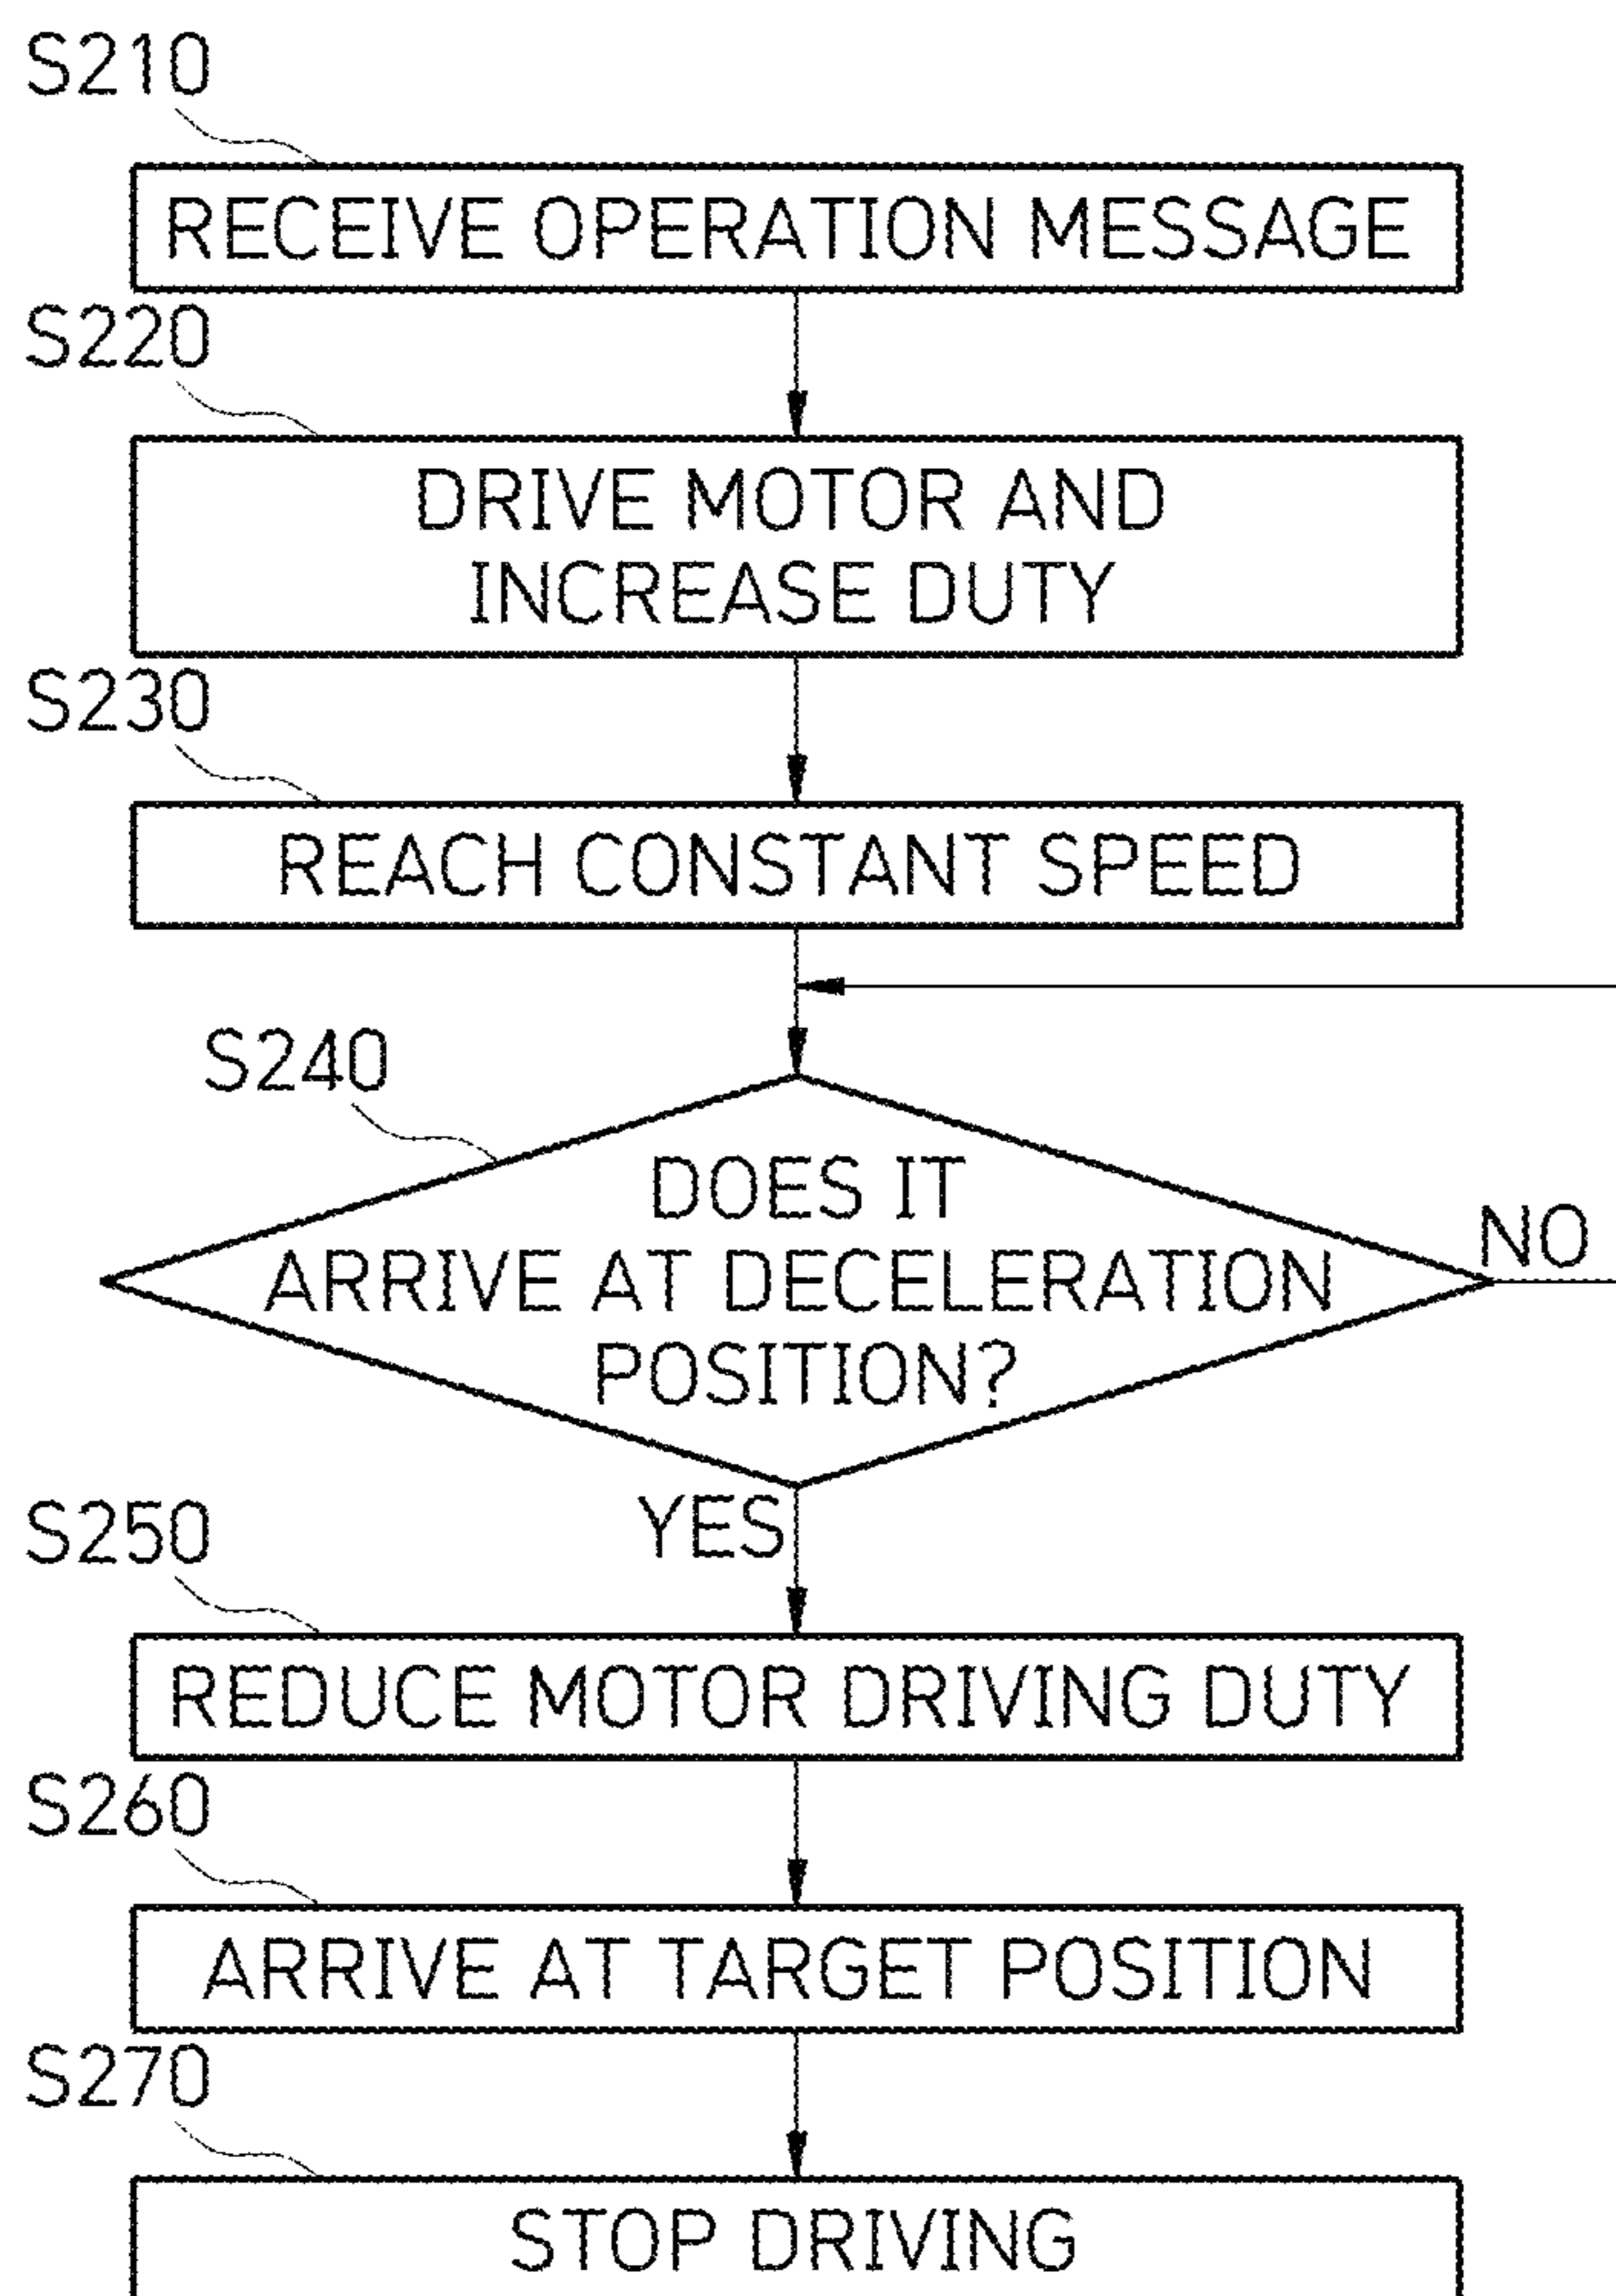 S210
RECEIVE OPERATION MESSAGE
S220
DRIVE MOTOR AND
INCREASE DUTY
S230
REACH CONSTANT SPEED
S240
DOES IT
ARRIVE AT DECELERATION
POSITION?
NO
YES
S250
REDUCE MOTOR DRIVING DUTY
S260
ARRIVE AT TARGET POSITION
S270
STOP DRIVING